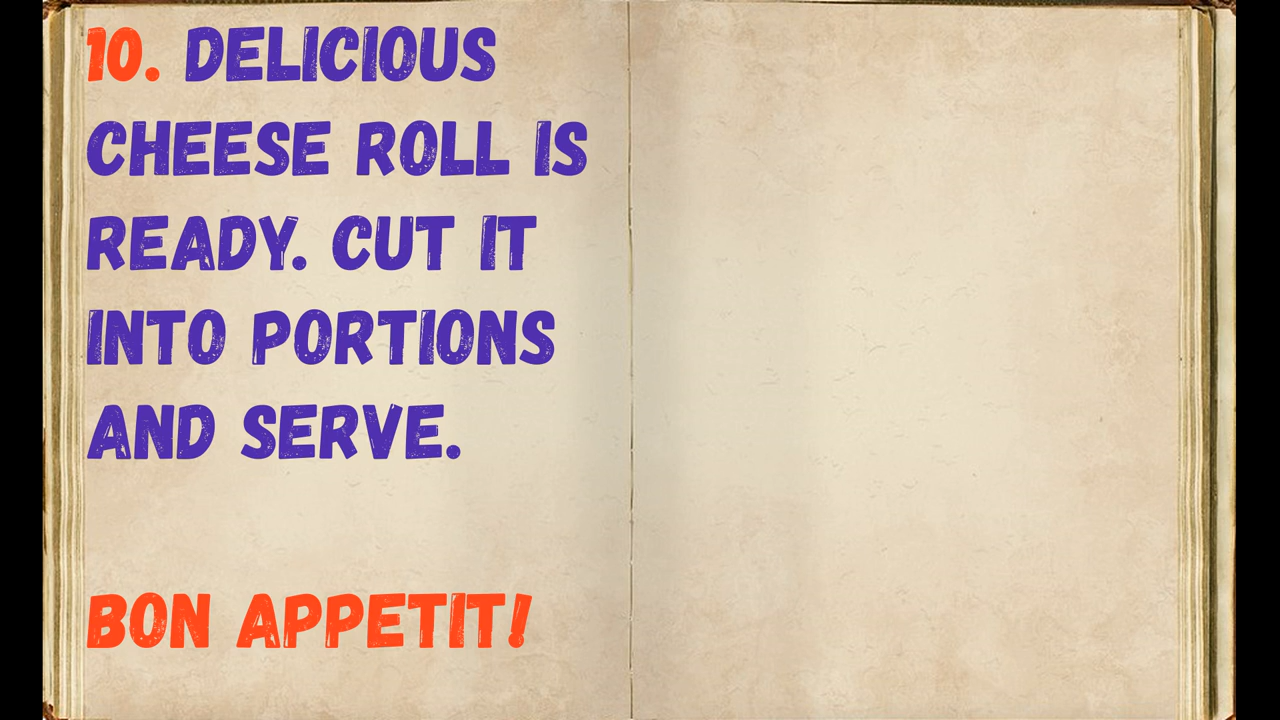 10. DELICIOUS
CHEESE ROLL IS
READY. CUT IT
INTO PORTIONS
AND SERVE.
BON APPETIT!